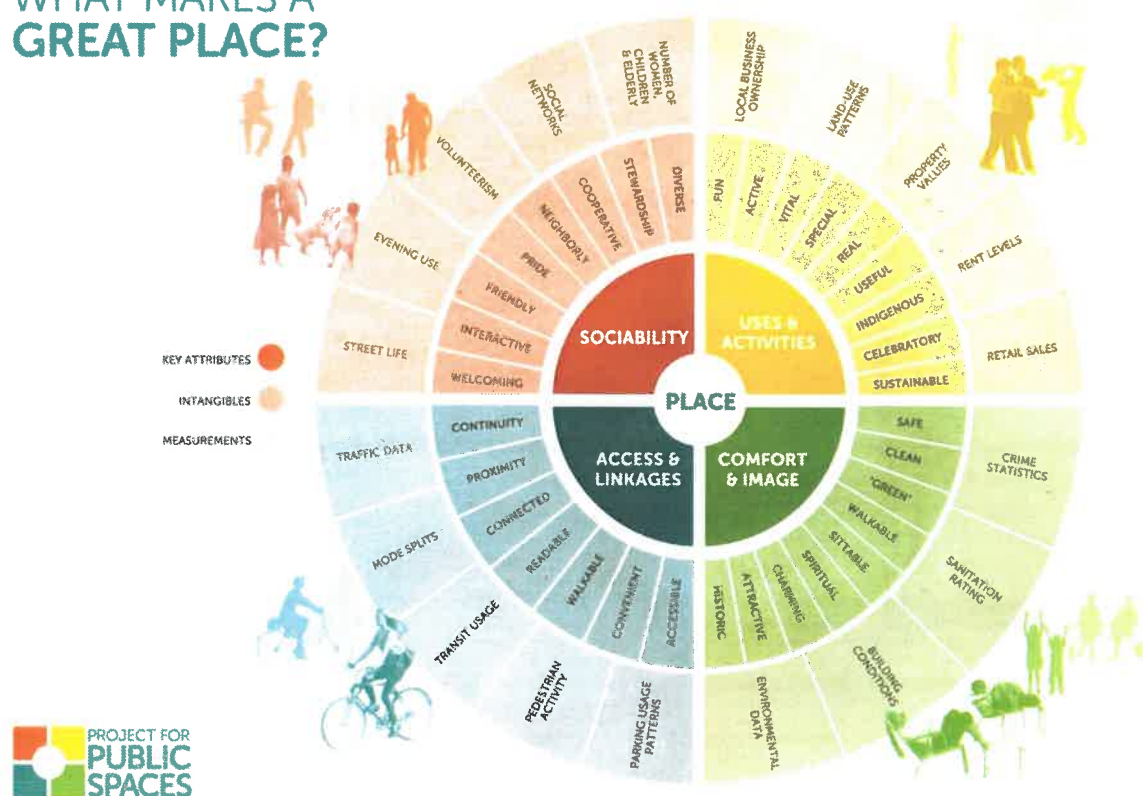 WHAT MAKES A
GREAT PLACE?
KEY ATTRIBUTES
INTANGIBLES
MEASUREMENTS
PLACE
SOCIABILITY
USES &
ACTIVITIES
ACCESS &
LINKAGES
COMFORT
& IMAGE
WELCOMING
INTERACTIVE
FRIENDLY
PRIDE
NEIGHBORLY
COOPERATIVE
STEWARDSHIP
DIVERSE
FUN
ACTIVE
VITAL
SPECIAL
REAL
USEFUL
INDIGENOUS
CELEBRATORY
SUSTAINABLE
SAFE
CLEAN
"GREEN"
WALKABLE
SITTABLE
SPIRITUAL
CHARMING
ATTRACTIVE
HISTORIC
ACCESSIBLE
CONVENIENT
WALKABLE
READABLE
CONNECTED
PROXIMITY
CONTINUITY
STREET LIFE
EVENING USE
VOLUNTEERISM
SOCIAL
NETWORKS
NUMBER OF
WOMEN,
CHILDREN
& ELDERLY
LOCAL BUSINESS
OWNERSHIP
LAND-USE
PATTERNS
PROPERTY
VALUES
RENT LEVELS
RETAIL SALES
CRIME
STATISTICS
SANITATION
RATING
BUILDING
CONDITIONS
ENVIRONMENTAL
DATA
PARKING USAGE
PATTERNS
PEDESTRIAN
ACTIVITY
TRANSIT USAGE
MODE SPLITS
TRAFFIC DATA
PROJECT FOR
PUBLIC
SPACES